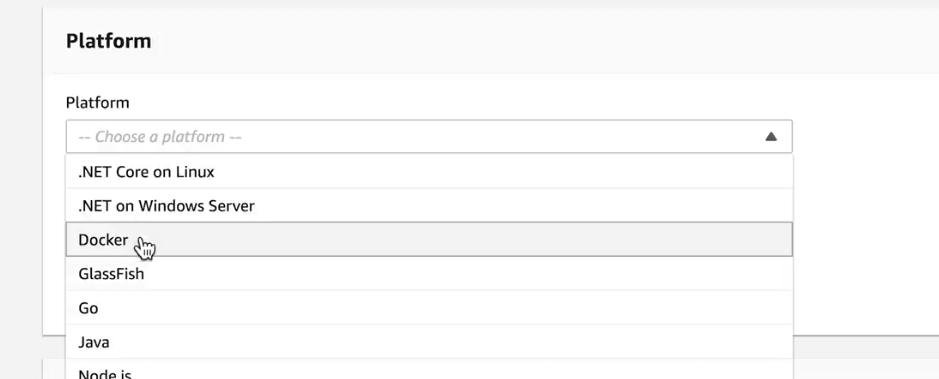 Platform
Platform
-- Choose a platform --
.NET Core on Linux
.NET on Windows Server
Docker
GlassFish
Go
Java
Node.js